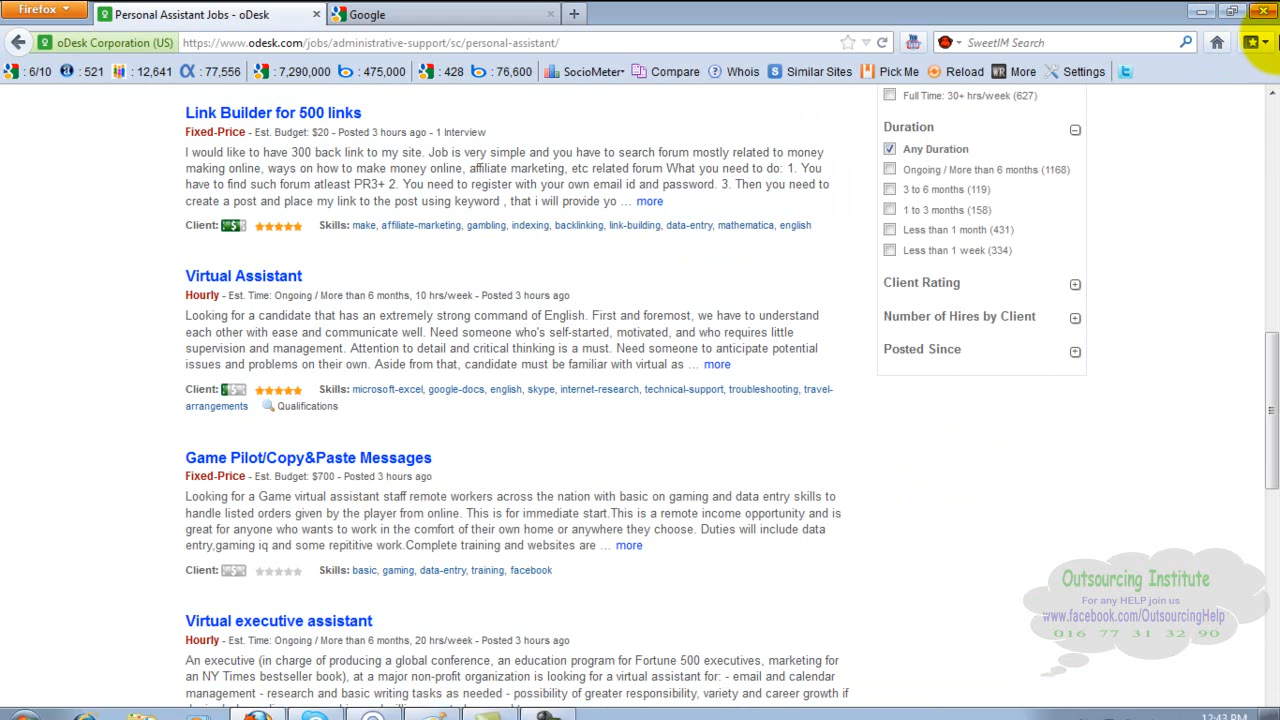 Firefox
Personal Assistant Jobs - oDesk
Google
oDesk Corporation (US)
https://www.odesk.com/jobs/administrative-support/sc/personal-assistant/
SweetIM Search
: 6/10
: 521
: 12,641
: 77,556
: 7,290,000
: 475,000
: 428
: 76,600
SocioMeter
Compare
Whois
Similar Sites
Pick Me
Reload
More
Settings
Link Builder for 500 links
Fixed-Price - Est. Budget: $20 - Posted 3 hours ago - 1 Interview
I would like to have 300 back link to my site. Job is very simple and you have to search forum mostly related to money
making online, ways on how to make money online, affiliate marketing, etc related forum What you need to do: 1. You
have to find such forum atleast PR3+ 2. You need to register with your own email id and password. 3. Then you need to
create a post and place my link to the post using keyword , that i will provide yo ... more
Client: Skills: make, affiliate-marketing, gambling, indexing, backlinking, link-building, data-entry, mathematica, english
Virtual Assistant
Hourly - Est. Time: Ongoing / More than 6 months, 10 hrs/week - Posted 3 hours ago
Looking for a candidate that has an extremely strong command of English. First and foremost, we have to understand
each other with ease and communicate well. Need someone who's self-started, motivated, and who requires little
supervision and management. Attention to detail and critical thinking is a must. Need someone to anticipate potential
issues and problems on their own. Aside from that, candidate must be familiar with virtual as ... more
Client: Skills: microsoft-excel, google-docs, english, skype, internet-research, technical-support, troubleshooting, travel-
arrangements Qualifications
Game Pilot/Copy&Paste Messages
Fixed-Price - Est. Budget: $700 - Posted 3 hours ago
Looking for a Game virtual assistant staff remote workers across the nation with basic on gaming and data entry skills to
handle listed orders given by the player from online. This is for immediate start.This is a remote income opportunity and is
great for anyone who wants to work in the comfort of their own home or anywhere they choose. Duties will include data
entry,gaming iq and some repititive work.Complete training and websites are ... more
Client: Skills: basic, gaming, data-entry, training, facebook
Virtual executive assistant
Hourly - Est. Time: Ongoing / More than 6 months, 20 hrs/week - Posted 3 hours ago
An executive (in charge of producing a global conference, an education program for Fortune 500 executives, marketing for
an NY Times bestseller book), at a major non-profit organization is looking for a virtual assistant for: - email and calendar
management - research and basic writing tasks as needed - possibility of greater responsibility, variety and career growth if
Full Time: 30+ hrs/week (627)
Duration
Any Duration
Ongoing / More than 6 months (1168)
3 to 6 months (119)
1 to 3 months (158)
Less than 1 month (431)
Less than 1 week (334)
Client Rating
Number of Hires by Client
Posted Since
Outsourcing Institute
For any HELP join us
www.facebook.com/OutsourcingHelp
016 77 31 32 90
12:43 PM